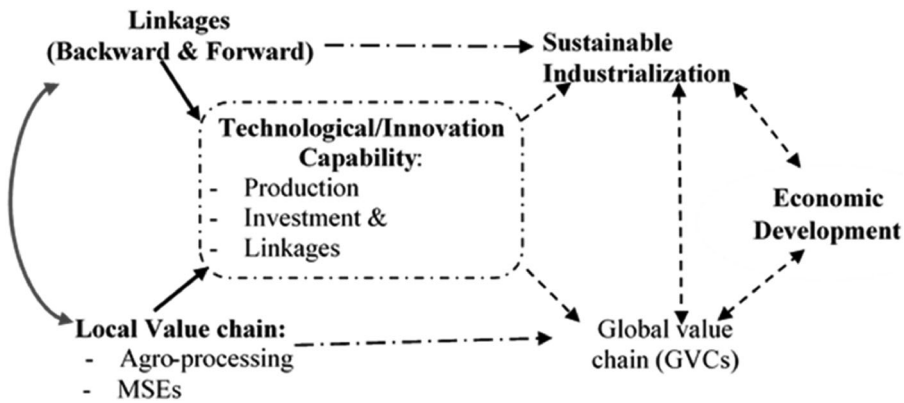 Linkages
(Backward & Forward)
Sustainable
Industrialization
Technological/Innovation
Capability:
- Production
- Investment &
- Linkages
Economic
Development
Local Value chain:
- Agro-processing
- MSEs
Global value
chain (GVCs)